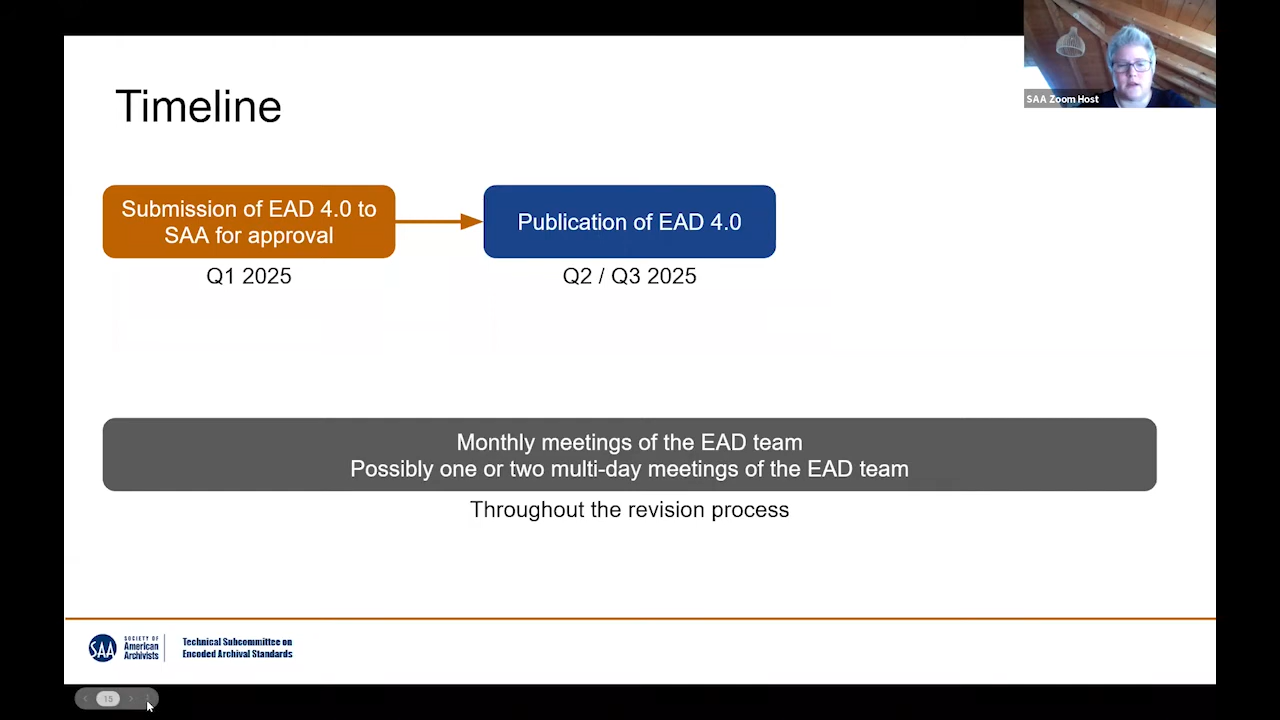 Timeline
SAA Zoom Host
Submission of EAD 4.0 to
SAA for approval
Publication of EAD 4.0
Q1 2025
Q2 / Q3 2025
Monthly meetings of the EAD team
Possibly one or two multi-day meetings of the EAD team
Throughout the revision process
SAA
SOCIETY OF
American
Archivists
Technical Subcommittee on
Encoded Archival Standards
15